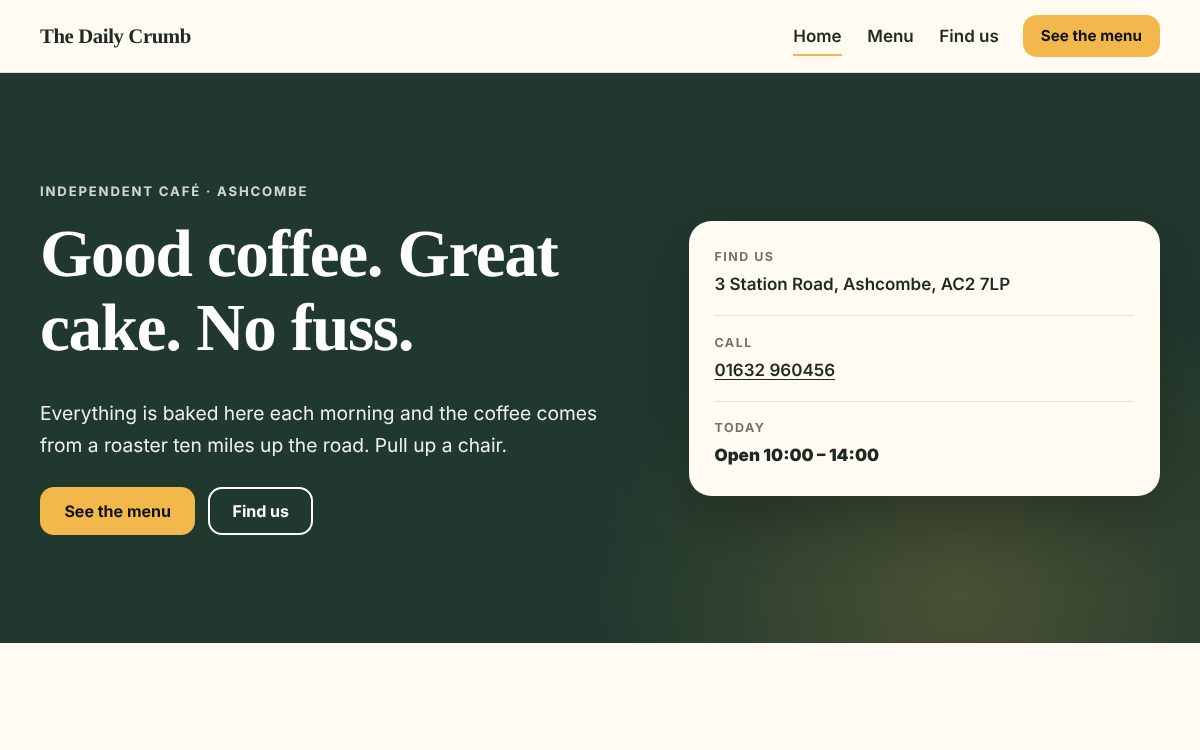 The Daily Crumb
Home
Menu
Find us
See the menu
INDEPENDENT CAFÉ · ASHCOMBE
Good coffee. Great
cake. No fuss.
Everything is baked here each morning and the coffee comes
from a roaster ten miles up the road. Pull up a chair.
See the menu
Find us
FIND US
3 Station Road, Ashcombe, AC2 7LP
CALL
01632 960456
TODAY
Open 10:00 – 14:00